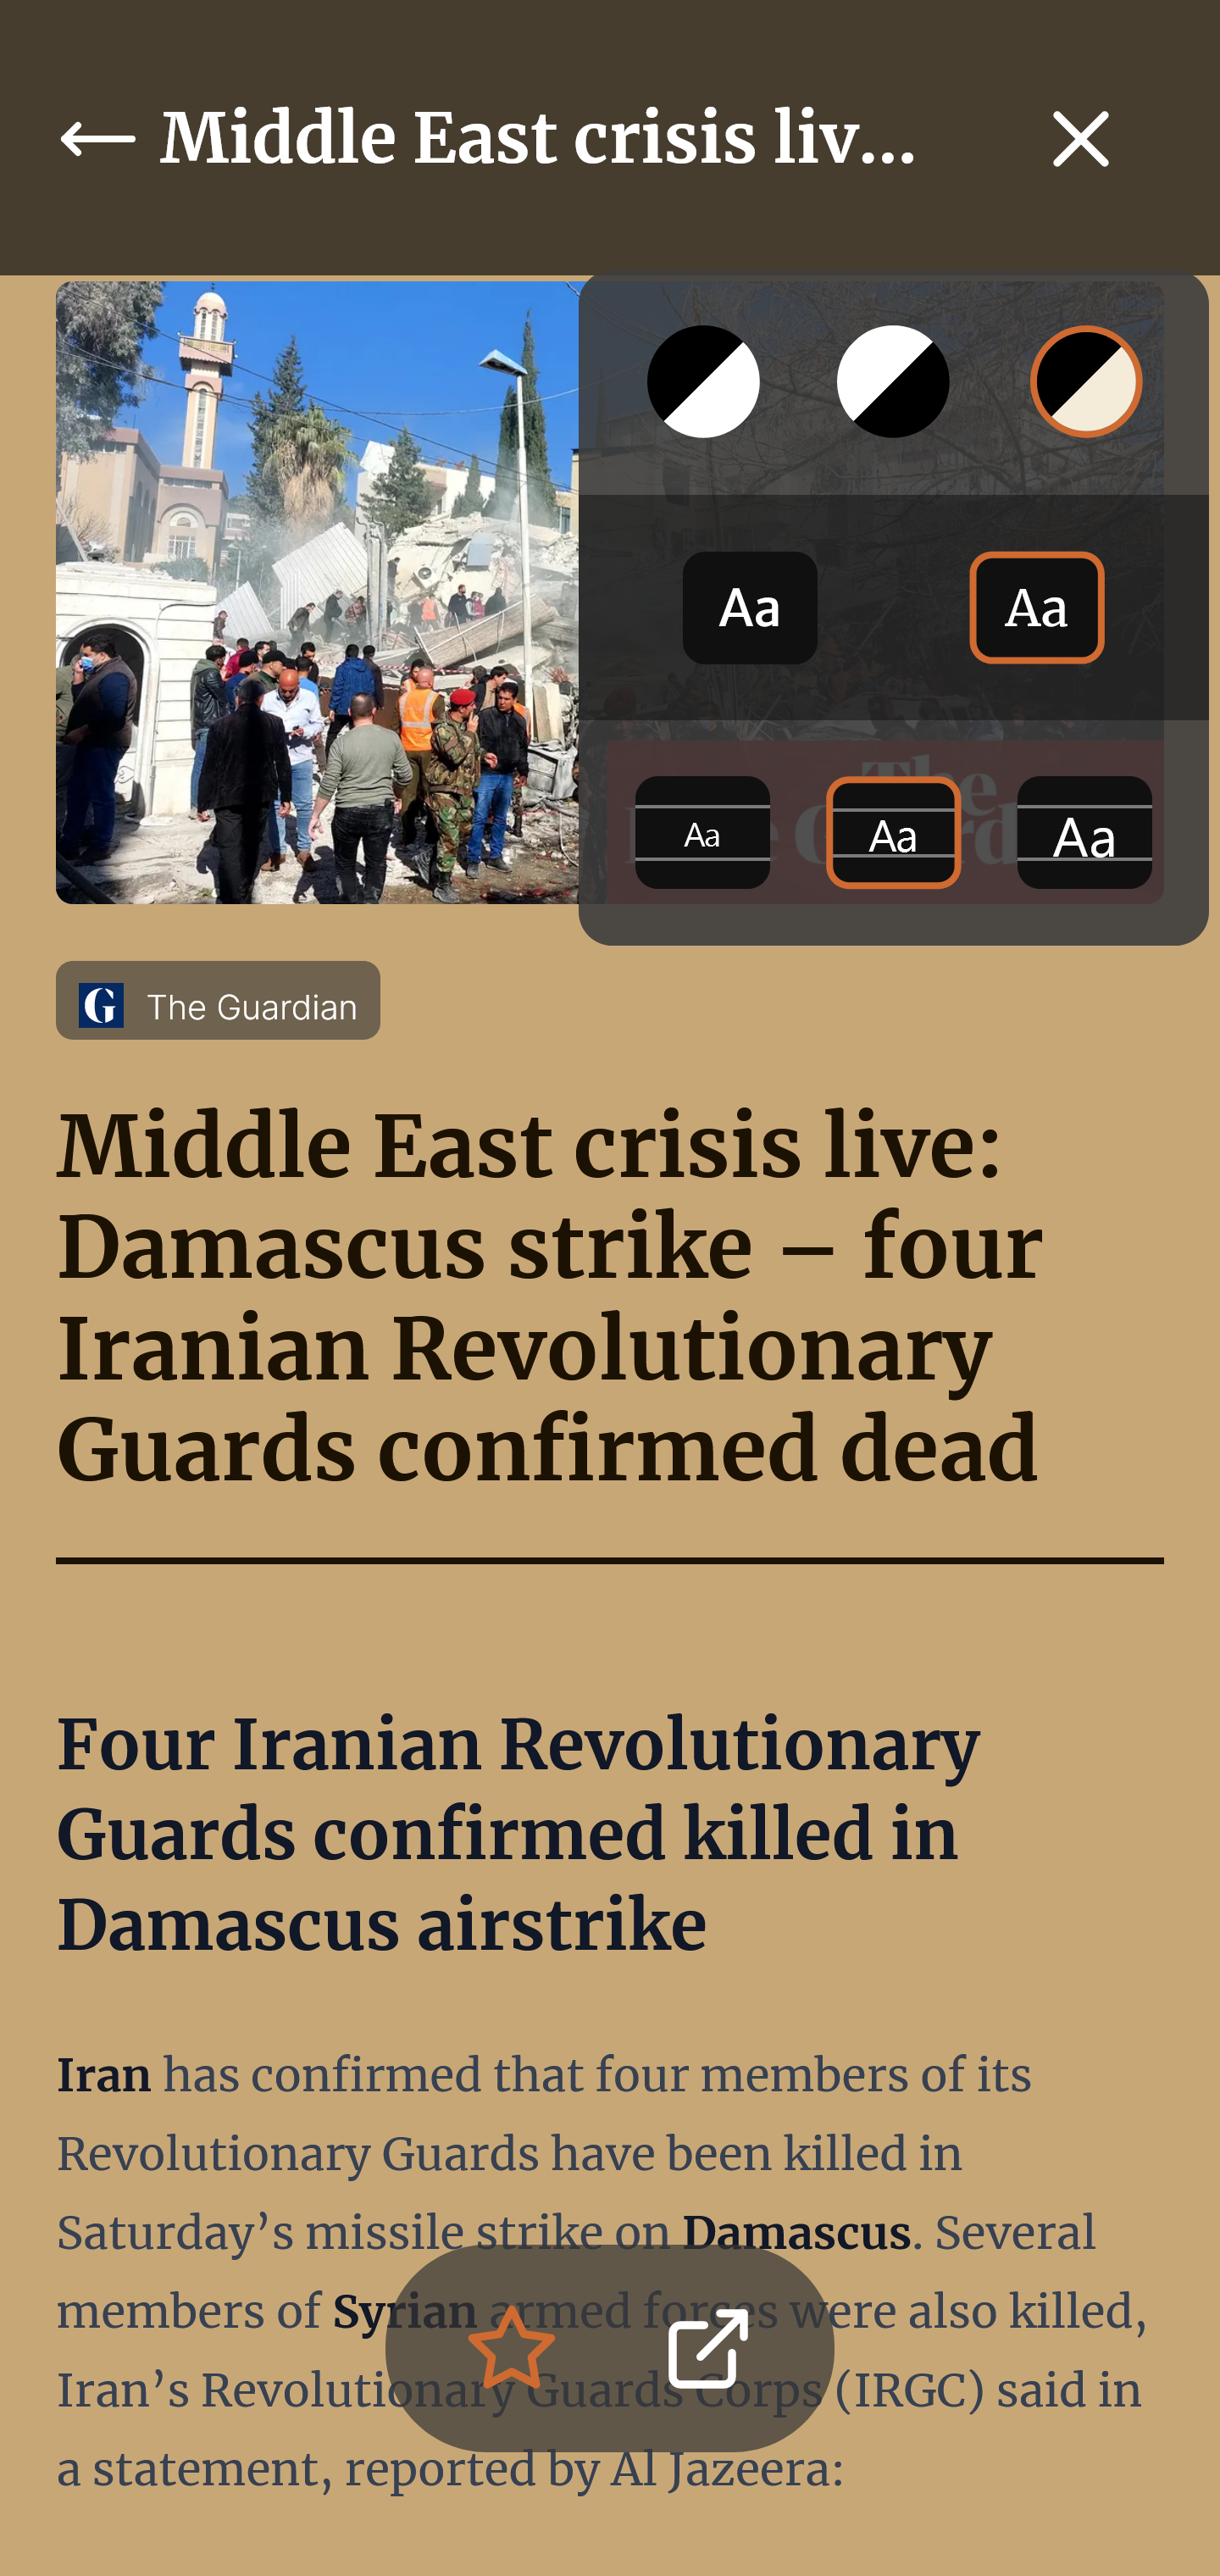 Middle East crisis liv...
Aa
Aa
The
Aa
Aa
Aa
G The Guardian
Middle East crisis live:
Damascus strike – four
Iranian Revolutionary
Guards confirmed dead
Four Iranian Revolutionary
Guards confirmed killed in
Damascus airstrike
Iran has confirmed that four members of its
Revolutionary Guards have been killed in
Saturday’s missile strike on Damascus. Several
members of Syrian armed forces were also killed,
Iran’s Revolutionary Guards Corps (IRGC) said in
a statement, reported by Al Jazeera: